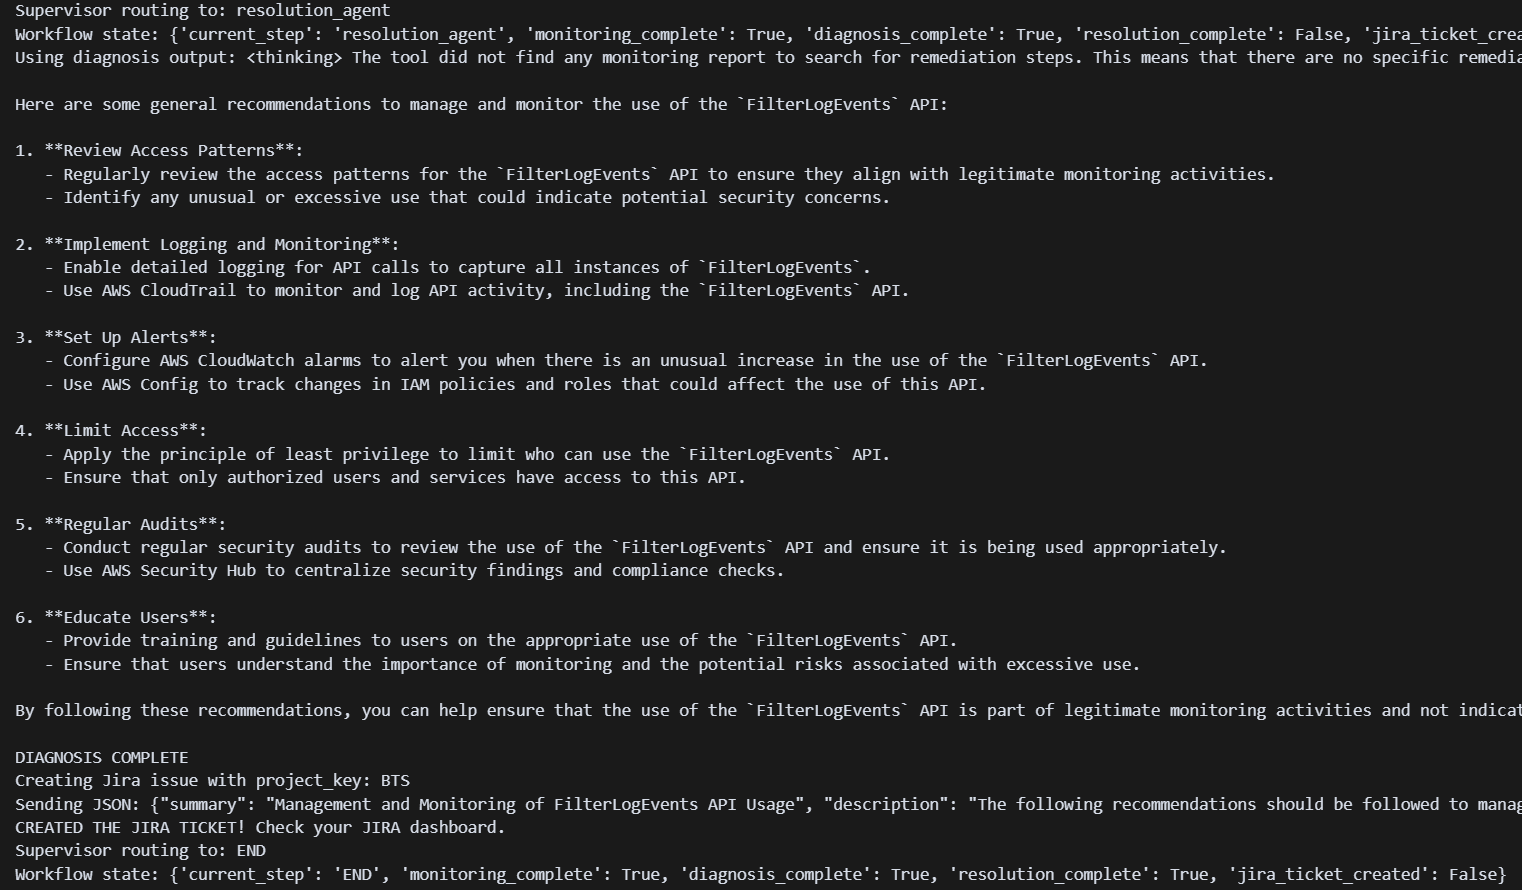 Supervisor routing to: resolution_agent
Workflow state: {'current_step': 'resolution_agent', 'monitoring_complete': True, 'diagnosis_complete': True, 'resolution_complete': False, 'jira_ticket_crea
Using diagnosis output: <thinking> The tool did not find any monitoring report to search for remediation steps. This means that there are no specific remedia
Here are some general recommendations to manage and monitor the use of the `FilterLogEvents` API:
1. **Review Access Patterns**:
- Regularly review the access patterns for the `FilterLogEvents` API to ensure they align with legitimate monitoring activities.
- Identify any unusual or excessive use that could indicate potential security concerns.
2. **Implement Logging and Monitoring**:
- Enable detailed logging for API calls to capture all instances of `FilterLogEvents`.
- Use AWS CloudTrail to monitor and log API activity, including the `FilterLogEvents` API.
3. **Set Up Alerts**:
- Configure AWS CloudWatch alarms to alert you when there is an unusual increase in the use of the `FilterLogEvents` API.
- Use AWS Config to track changes in IAM policies and roles that could affect the use of this API.
4. **Limit Access**:
- Apply the principle of least privilege to limit who can use the `FilterLogEvents` API.
- Ensure that only authorized users and services have access to this API.
5. **Regular Audits**:
- Conduct regular security audits to review the use of the `FilterLogEvents` API and ensure it is being used appropriately.
- Use AWS Security Hub to centralize security findings and compliance checks.
6. **Educate Users**:
- Provide training and guidelines to users on the appropriate use of the `FilterLogEvents` API.
- Ensure that users understand the importance of monitoring and the potential risks associated with excessive use.
By following these recommendations, you can help ensure that the use of the `FilterLogEvents` API is part of legitimate monitoring activities and not indicat
DIAGNOSIS COMPLETE
Creating Jira issue with project_key: BTS
Sending JSON: {"summary": "Management and Monitoring of FilterLogEvents API Usage", "description": "The following recommendations should be followed to manag
CREATED THE JIRA TICKET! Check your JIRA dashboard.
Supervisor routing to: END
Workflow state: {'current_step': 'END', 'monitoring_complete': True, 'diagnosis_complete': True, 'resolution_complete': True, 'jira_ticket_created': False}